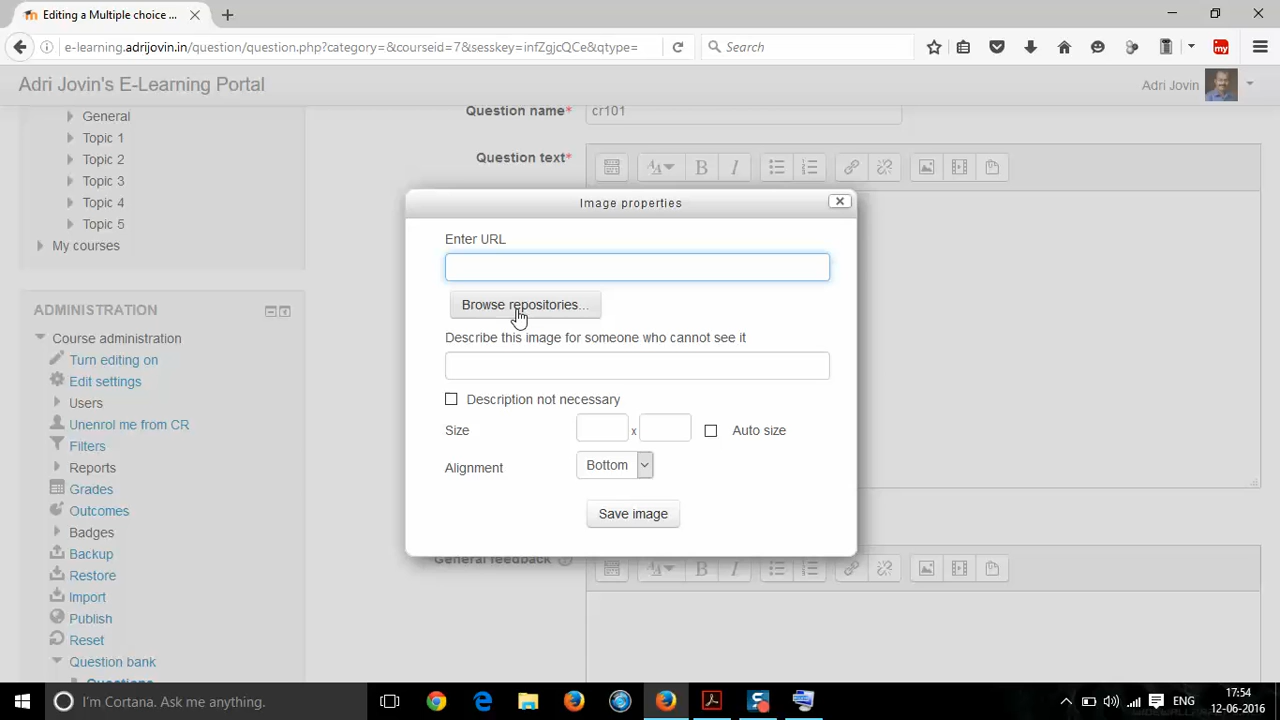 Editing a Multiple choice ...
e-learning.adrijovin.in/question/question.php?category=&courseid=7&sesskey=infZgJcQCe&qtype=
Search
my
Adri Jovin's E-Learning Portal
Adri Jovin
General
Topic 1
Topic 2
Topic 3
Topic 4
Topic 5
My courses
ADMINISTRATION
Course administration
Turn editing on
Edit settings
Users
Unenrol me from CR
Filters
Reports
Grades
Outcomes
Badges
Backup
Restore
Import
Publish
Reset
Question bank
Questions
Question name*
cr101
Question text*
Image properties
Enter URL
Browse repositories...
Describe this image for someone who cannot see it
Description not necessary
Size
x
Auto size
Alignment
Bottom
Save image
General feedback
I'm Cortana. Ask me anything.
ENG
17:54
12-06-2016